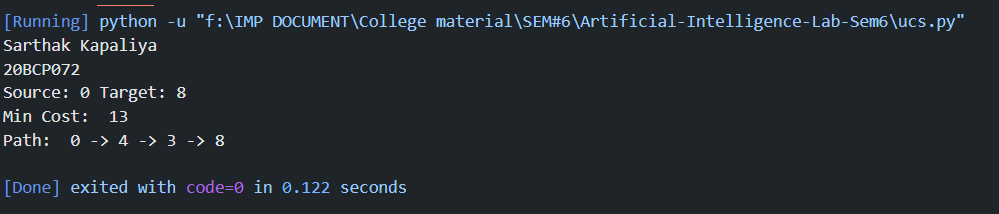 [Running] python -u "f:\IMP DOCUMENT\College material\SEM#6\Artificial-Intelligence-Lab-Sem6\ucs.py"
Sarthak Kapaliya
20BCP072
Source: 0 Target: 8
Min Cost:  13
Path:  0 -> 4 -> 3 -> 8
[Done] exited with code=0 in 0.122 seconds